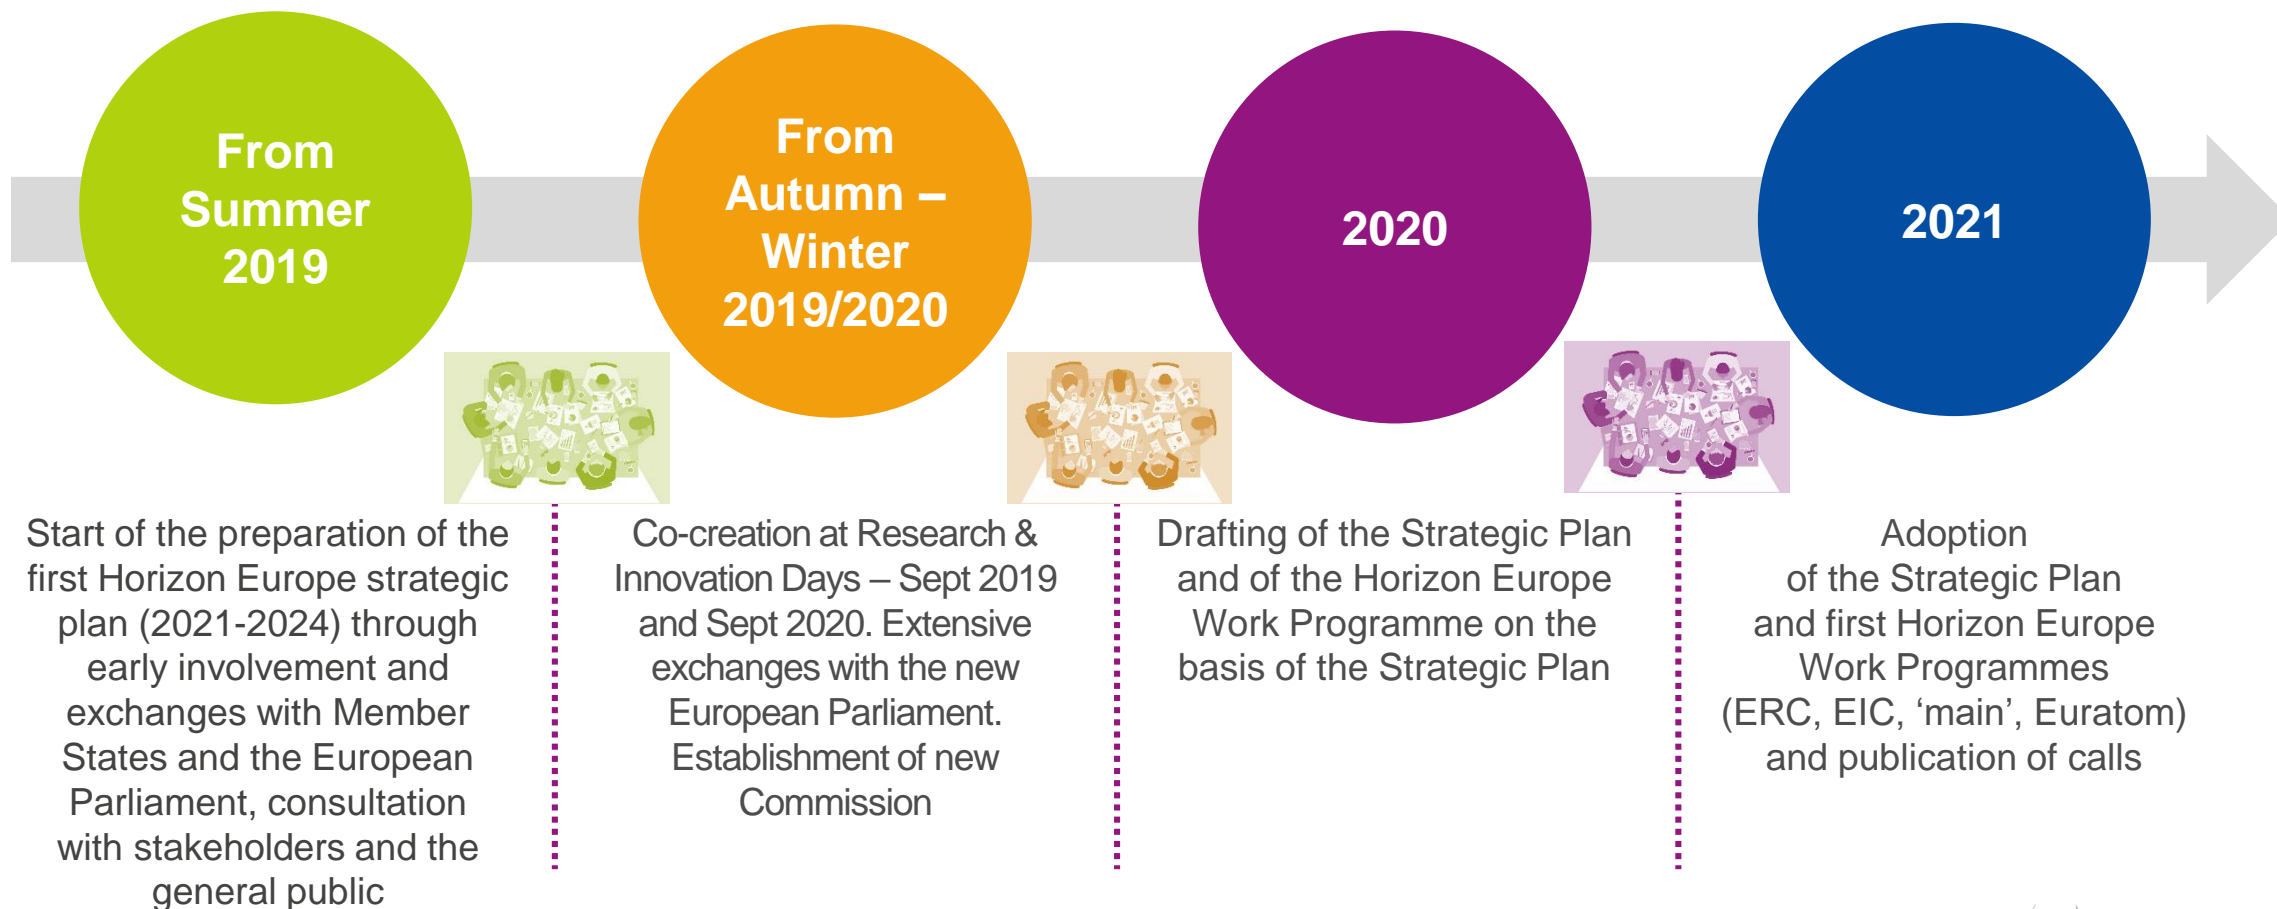 From
Summer
2019
From
Autumn –
Winter
2019/2020
2020
2021
Start of the preparation of the
first Horizon Europe strategic
plan (2021-2024) through
early involvement and
exchanges with Member
States and the European
Parliament, consultation
with stakeholders and the
general public
Co-creation at Research &
Innovation Days – Sept 2019
and Sept 2020. Extensive
exchanges with the new
European Parliament.
Establishment of new
Commission
Drafting of the Strategic Plan
and of the Horizon Europe
Work Programme on the
basis of the Strategic Plan
Adoption
of the Strategic Plan
and first Horizon Europe
Work Programmes
(ERC, EIC, ‘main’, Euratom)
and publication of calls